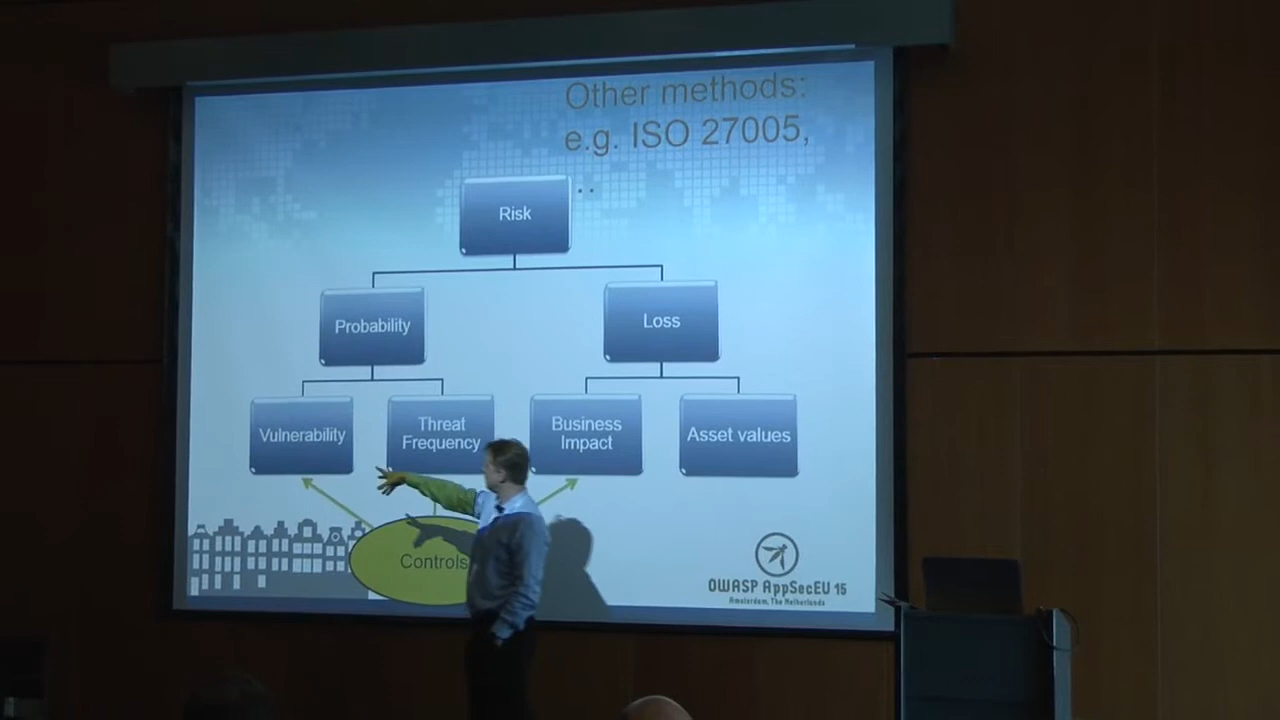 Other methods:
e.g. ISO 27005,
..
Risk
Probability
Loss
Vulnerability
Threat
Frequency
Business
Impact
Asset values
Controls
OWASP AppSecEU 15
Amsterdam, The Netherlands